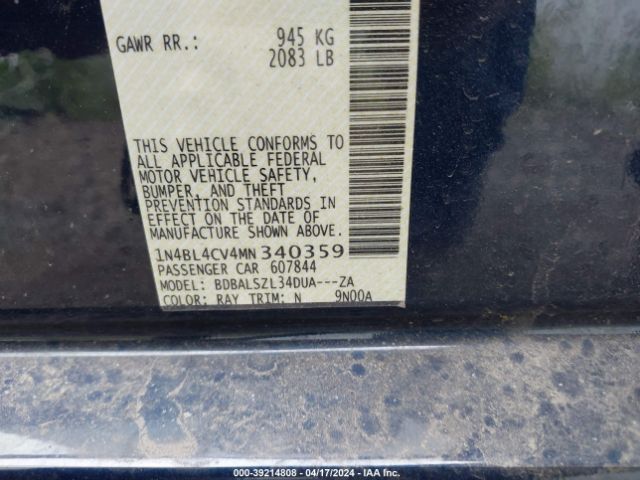 GAWR RR.: 945 KG
2083 LB
THIS VEHICLE CONFORMS TO
ALL APPLICABLE FEDERAL
MOTOR VEHICLE SAFETY,
BUMPER, AND THEFT
PREVENTION STANDARDS IN
EFFECT ON THE DATE OF
MANUFACTURE SHOWN ABOVE.
1N4BL4CV4MN340359
PASSENGER CAR 607844
MODEL: BDBALSZL34DUA---ZA
COLOR: RAY TRIM: N 9N00A
000-39214808 - 04/17/2024 - IAA Inc.